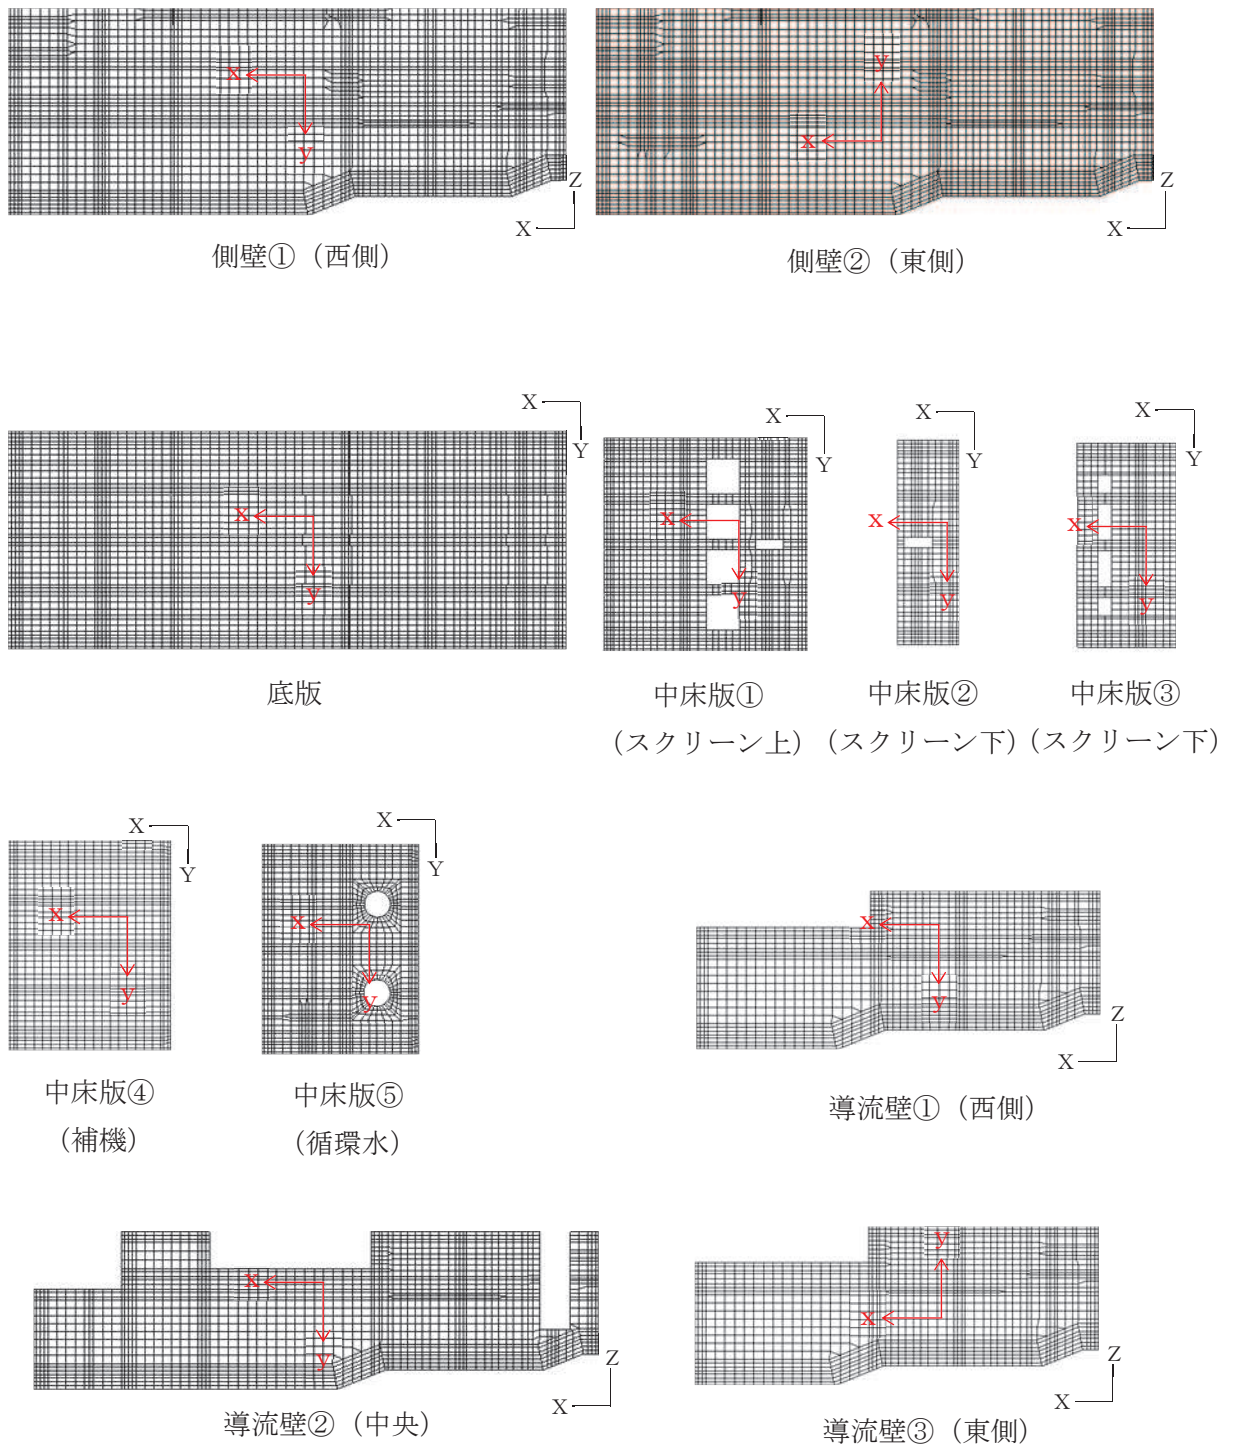 x
y
Z
X
側壁①（西側）
y
x
Z
X
側壁②（東側）
X
Y
x
y
底版
X
Y
x
y
中床版①
（スクリーン上）
X
Y
x
y
中床版②
（スクリーン下）
X
Y
x
y
中床版③
（スクリーン下）
X
Y
x
y
中床版④
（補機）
X
Y
x
y
中床版⑤
（循環水）
x
y
Z
X
導流壁①（西側）
x
y
Z
X
導流壁②（中央）
y
x
Z
X
導流壁③（東側）